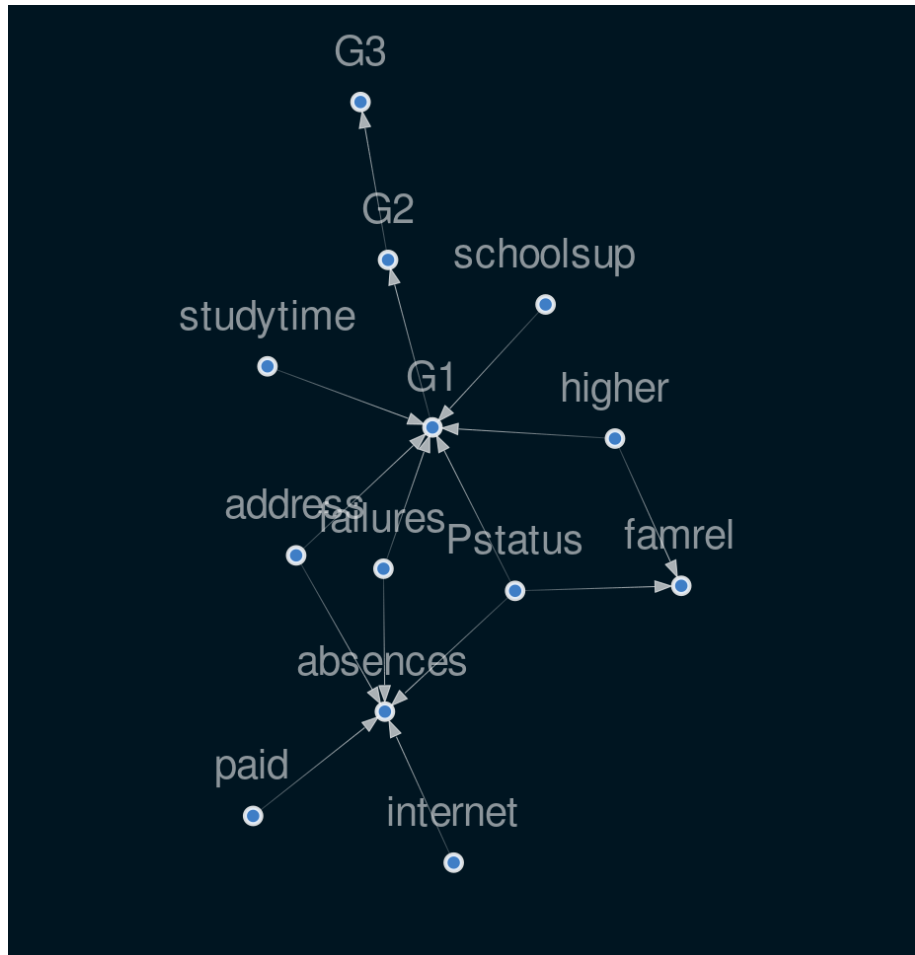 G3
G2
schoolsup
studytime
G1
higher
address
failures
Pstatus
famrel
absences
paid
internet